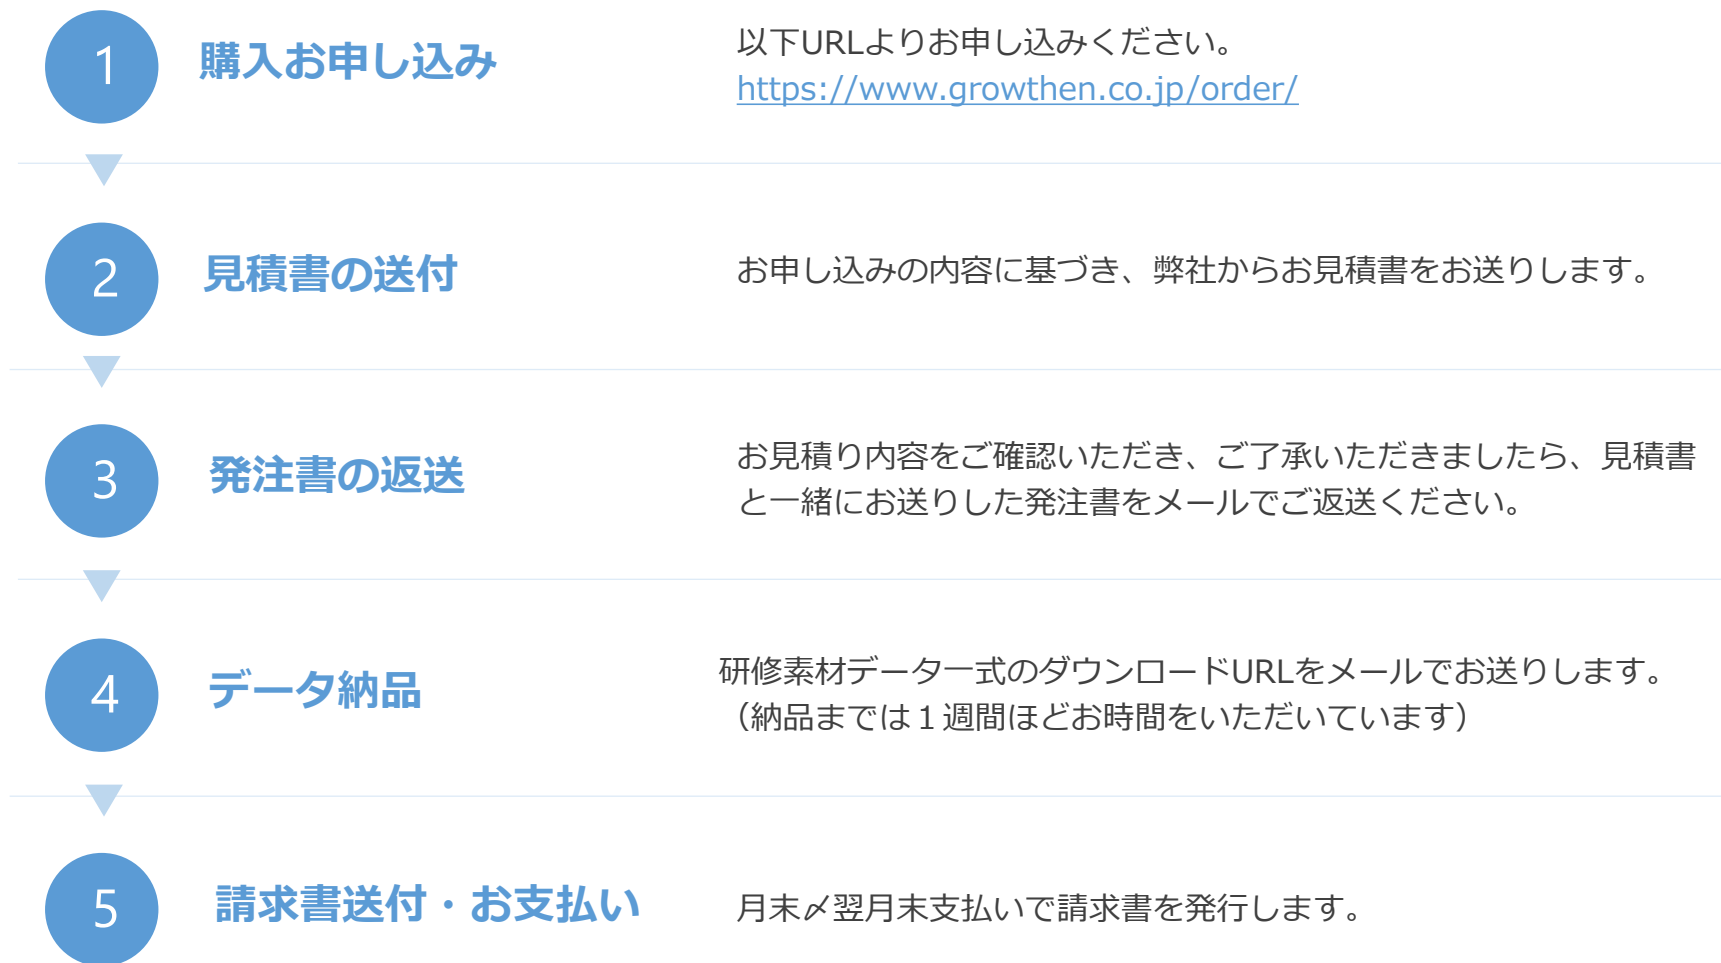 1
購入お申し込み
以下URLよりお申し込みください。
https://www.growthen.co.jp/order/
2
見積書の送付
お申し込みの内容に基づき、弊社からお見積書をお送りします。
3
発注書の返送
お見積り内容をご確認いただき、ご了承いただきましたら、見積書
と一緒にお送りした発注書をメールでご返送ください。
4
データ納品
研修素材データ一式のダウンロードURLをメールでお送りします。
（納品までは１週間ほどお時間をいただいています）
5
請求書送付・お支払い
月末〆翌月末支払いで請求書を発行します。